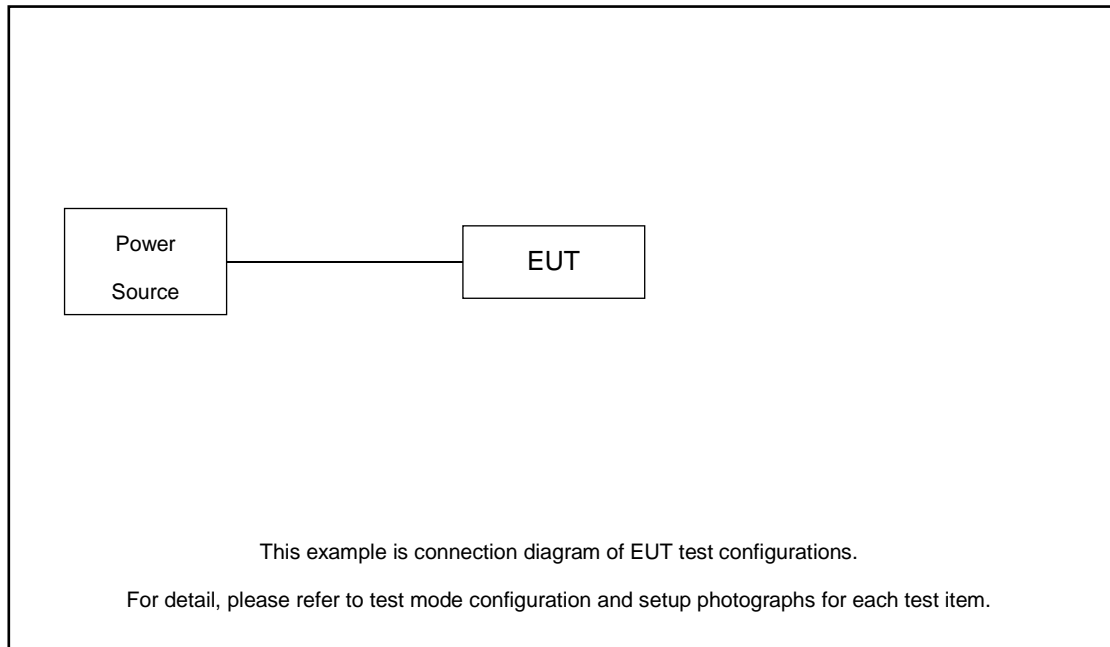 Power
Source
EUT
This example is connection diagram of EUT test configurations.
For detail, please refer to test mode configuration and setup photographs for each test item.